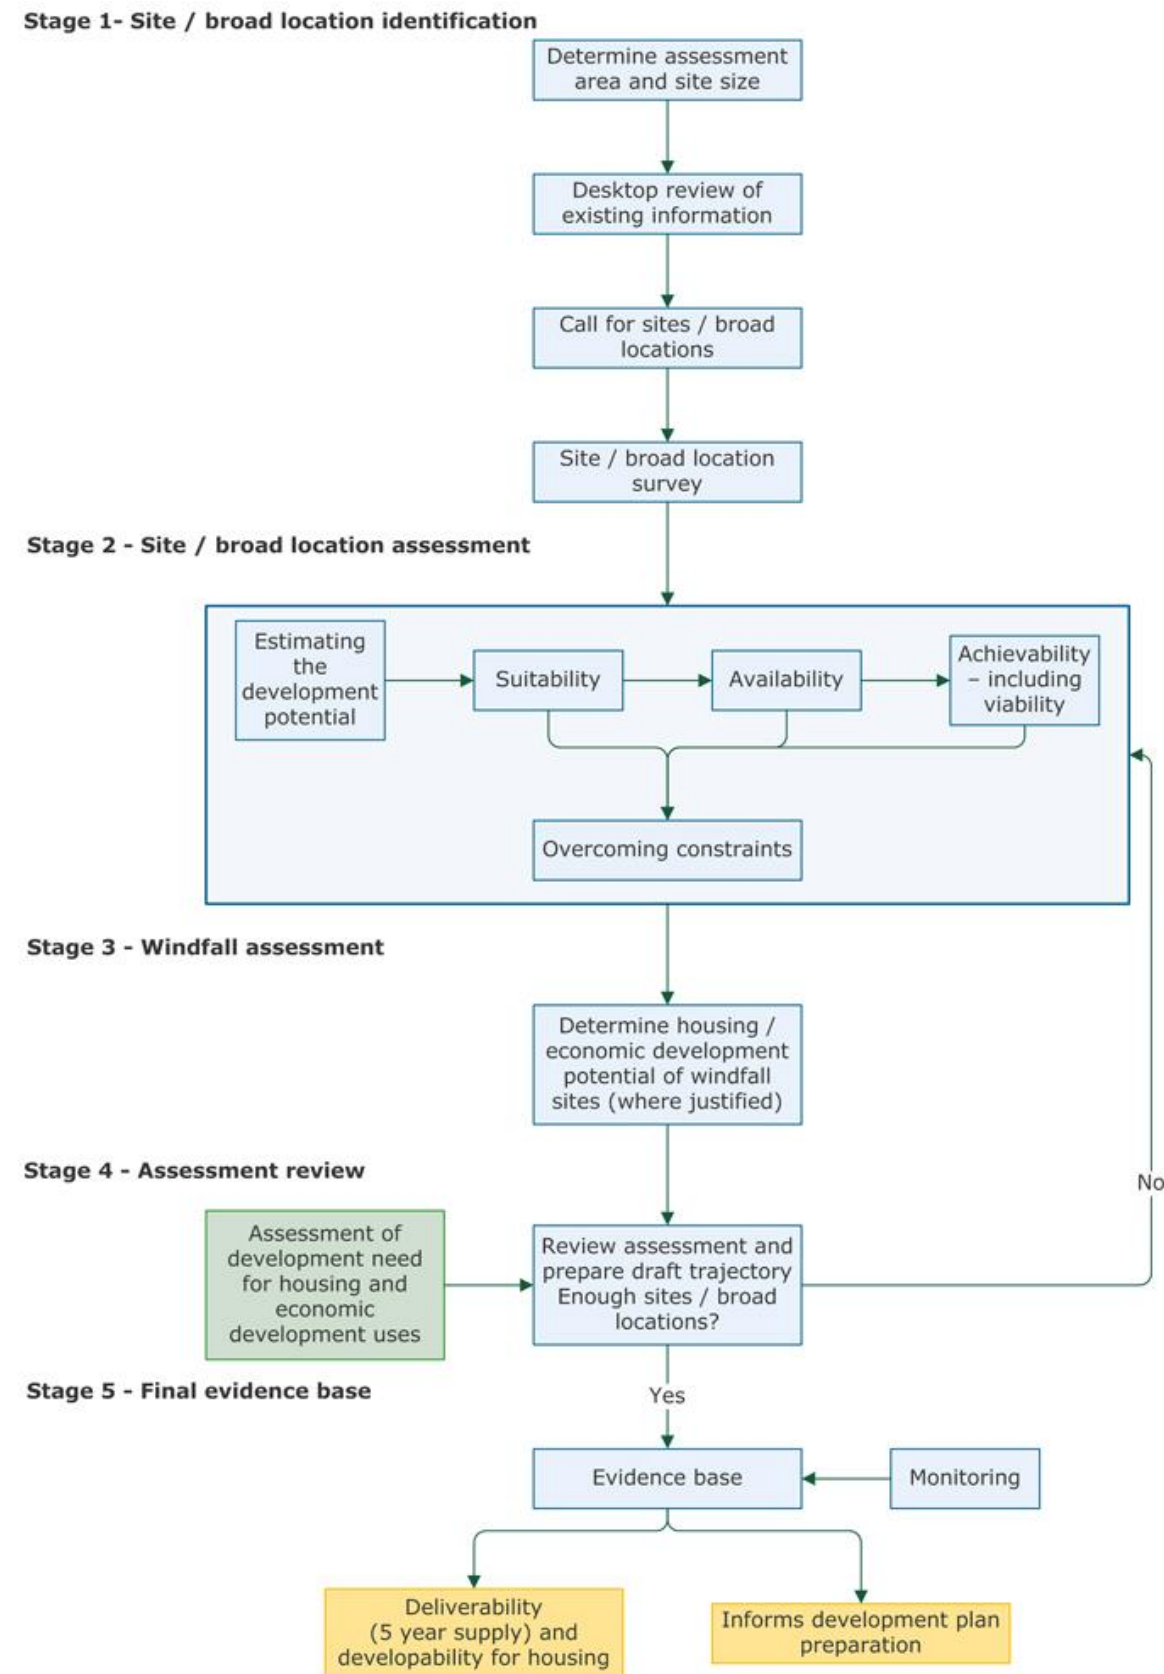 Stage 1- Site / broad location identification
Determine assessment
area and site size
Desktop review of
existing information
Call for sites / broad
locations
Site / broad location
survey
Stage 2 - Site / broad location assessment
Estimating
the
development
potential
Suitability
Availability
Achievability
– including
viability
Overcoming constraints
Stage 3 - Windfall assessment
Determine housing /
economic development
potential of windfall
sites (where justified)
Stage 4 - Assessment review
No
Assessment of
development need
for housing and
economic
development uses
Review assessment and
prepare draft trajectory
Enough sites / broad
locations?
Stage 5 - Final evidence base
Yes
Evidence base
Monitoring
Deliverability
(5 year supply) and
developability for housing
Informs development plan
preparation